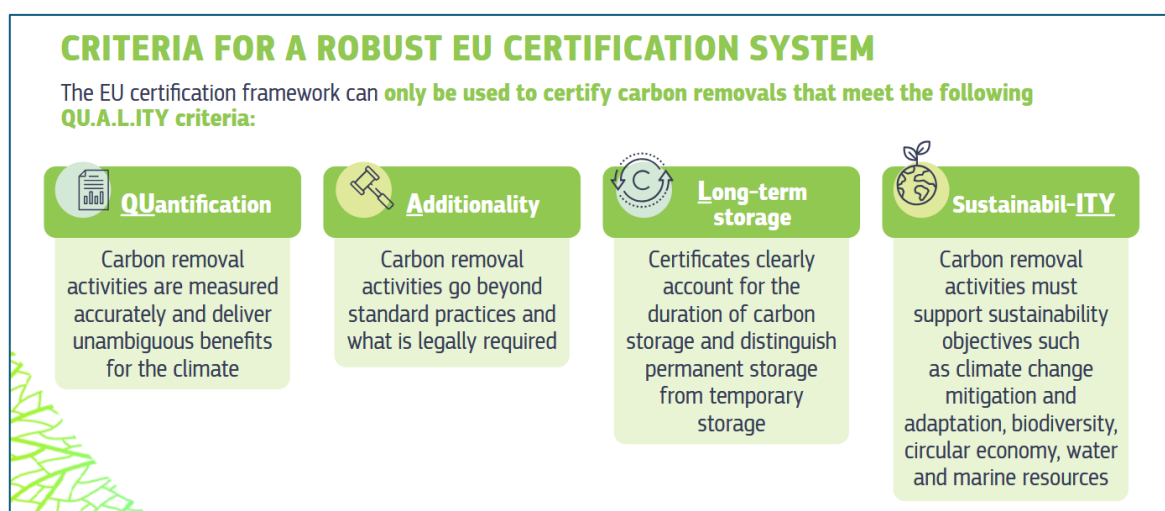 CRITERIA FOR A ROBUST EU CERTIFICATION SYSTEM
The EU certification framework can only be used to certify carbon removals that meet the following
QU.A.L.ITY criteria:
QUantification
Carbon removal
activities are measured
accurately and deliver
unambiguous benefits
for the climate
Additionality
Carbon removal
activities go beyond
standard practices and
what is legally required
C
Long-term
storage
Certificates clearly
account for the
duration of carbon
storage and distinguish
permanent storage
from temporary
storage
Sustainabil-ITY
Carbon removal
activities must
support sustainability
objectives such
as climate change
mitigation and
adaptation, biodiversity,
circular economy, water
and marine resources